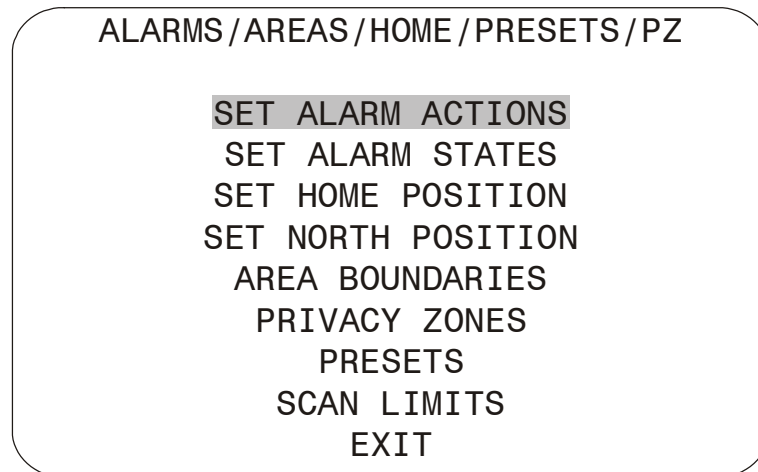 ALARMS/AREAS/HOME/PRESETS/PZ
SET ALARM ACTIONS
SET ALARM STATES
SET HOME POSITION
SET NORTH POSITION
AREA BOUNDARIES
PRIVACY ZONES
PRESETS
SCAN LIMITS
EXIT